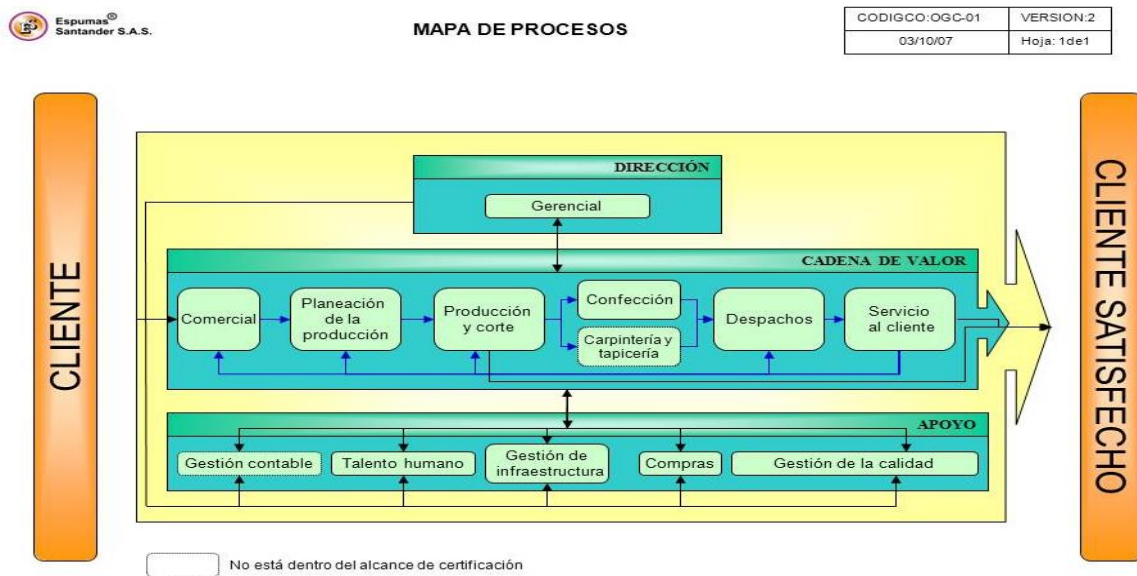 Espumas®
Santander S.A.S.
MAPA DE PROCESOS
CODIGCO:OGC-01
VERSION:2
03/10/07
Hoja: 1de1
CLIENTE
DIRECCIÓN
Gerencial
CADENA DE VALOR
Comercial
Planeación
de la
producción
Producción
y corte
Confección
Carpintería y
tapicería
Despachos
Servicio
al cliente
APOYO
Gestión contable
Talento humano
Gestión de
infraestructura
Compras
Gestión de la calidad
CLIENTE SATISFECHO
No está dentro del alcance de certificación